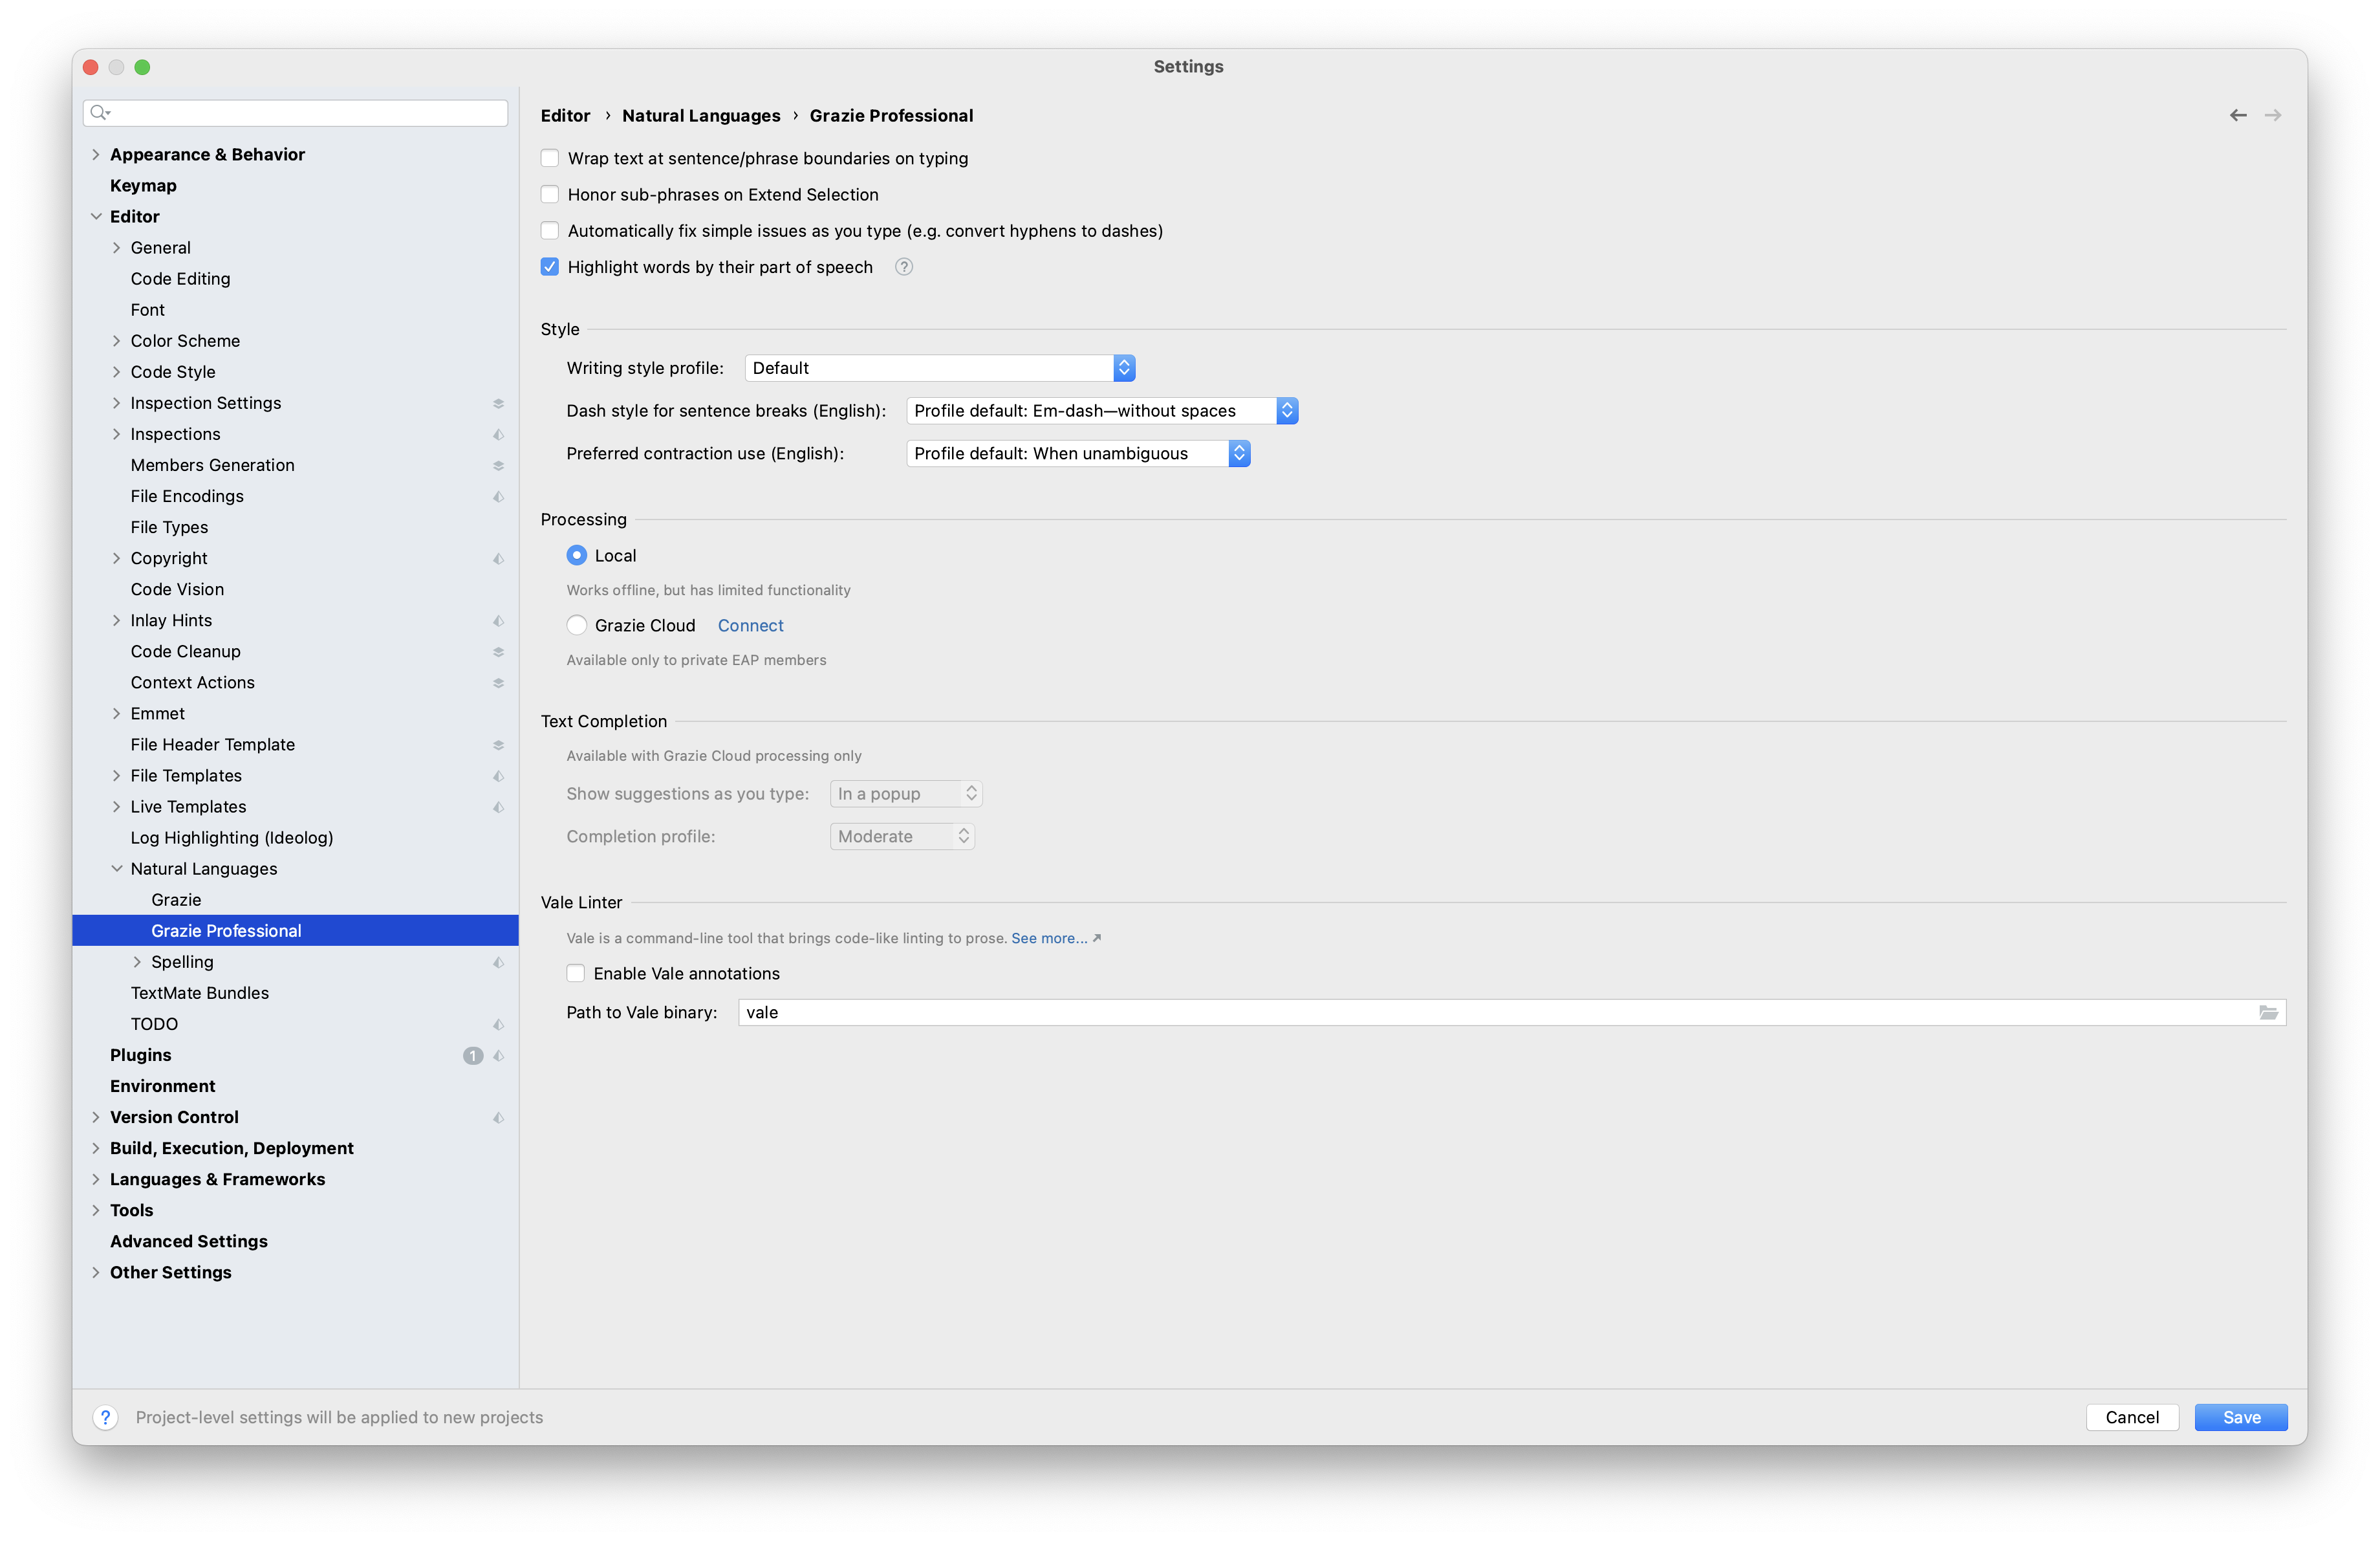 Settings
Appearance & Behavior
Keymap
Editor
General
Code Editing
Font
Color Scheme
Code Style
Inspection Settings
Inspections
Members Generation
File Encodings
File Types
Copyright
Code Vision
Inlay Hints
Code Cleanup
Context Actions
Emmet
File Header Template
File Templates
Live Templates
Log Highlighting (Ideolog)
Natural Languages
Grazie
Grazie Professional
Spelling
TextMate Bundles
TODO
Plugins 1
Environment
Version Control
Build, Execution, Deployment
Languages & Frameworks
Tools
Advanced Settings
Other Settings
Editor › Natural Languages › Grazie Professional
Wrap text at sentence/phrase boundaries on typing
Honor sub-phrases on Extend Selection
Automatically fix simple issues as you type (e.g. convert hyphens to dashes)
Highlight words by their part of speech ?
Style
Writing style profile: Default
Dash style for sentence breaks (English): Profile default: Em-dash—without spaces
Preferred contraction use (English): Profile default: When unambiguous
Processing
Local
Works offline, but has limited functionality
Grazie Cloud Connect
Available only to private EAP members
Text Completion
Available with Grazie Cloud processing only
Show suggestions as you type: In a popup
Completion profile: Moderate
Vale Linter
Vale is a command-line tool that brings code-like linting to prose. See more... ↗
Enable Vale annotations
Path to Vale binary: vale
? Project-level settings will be applied to new projects
Cancel Save